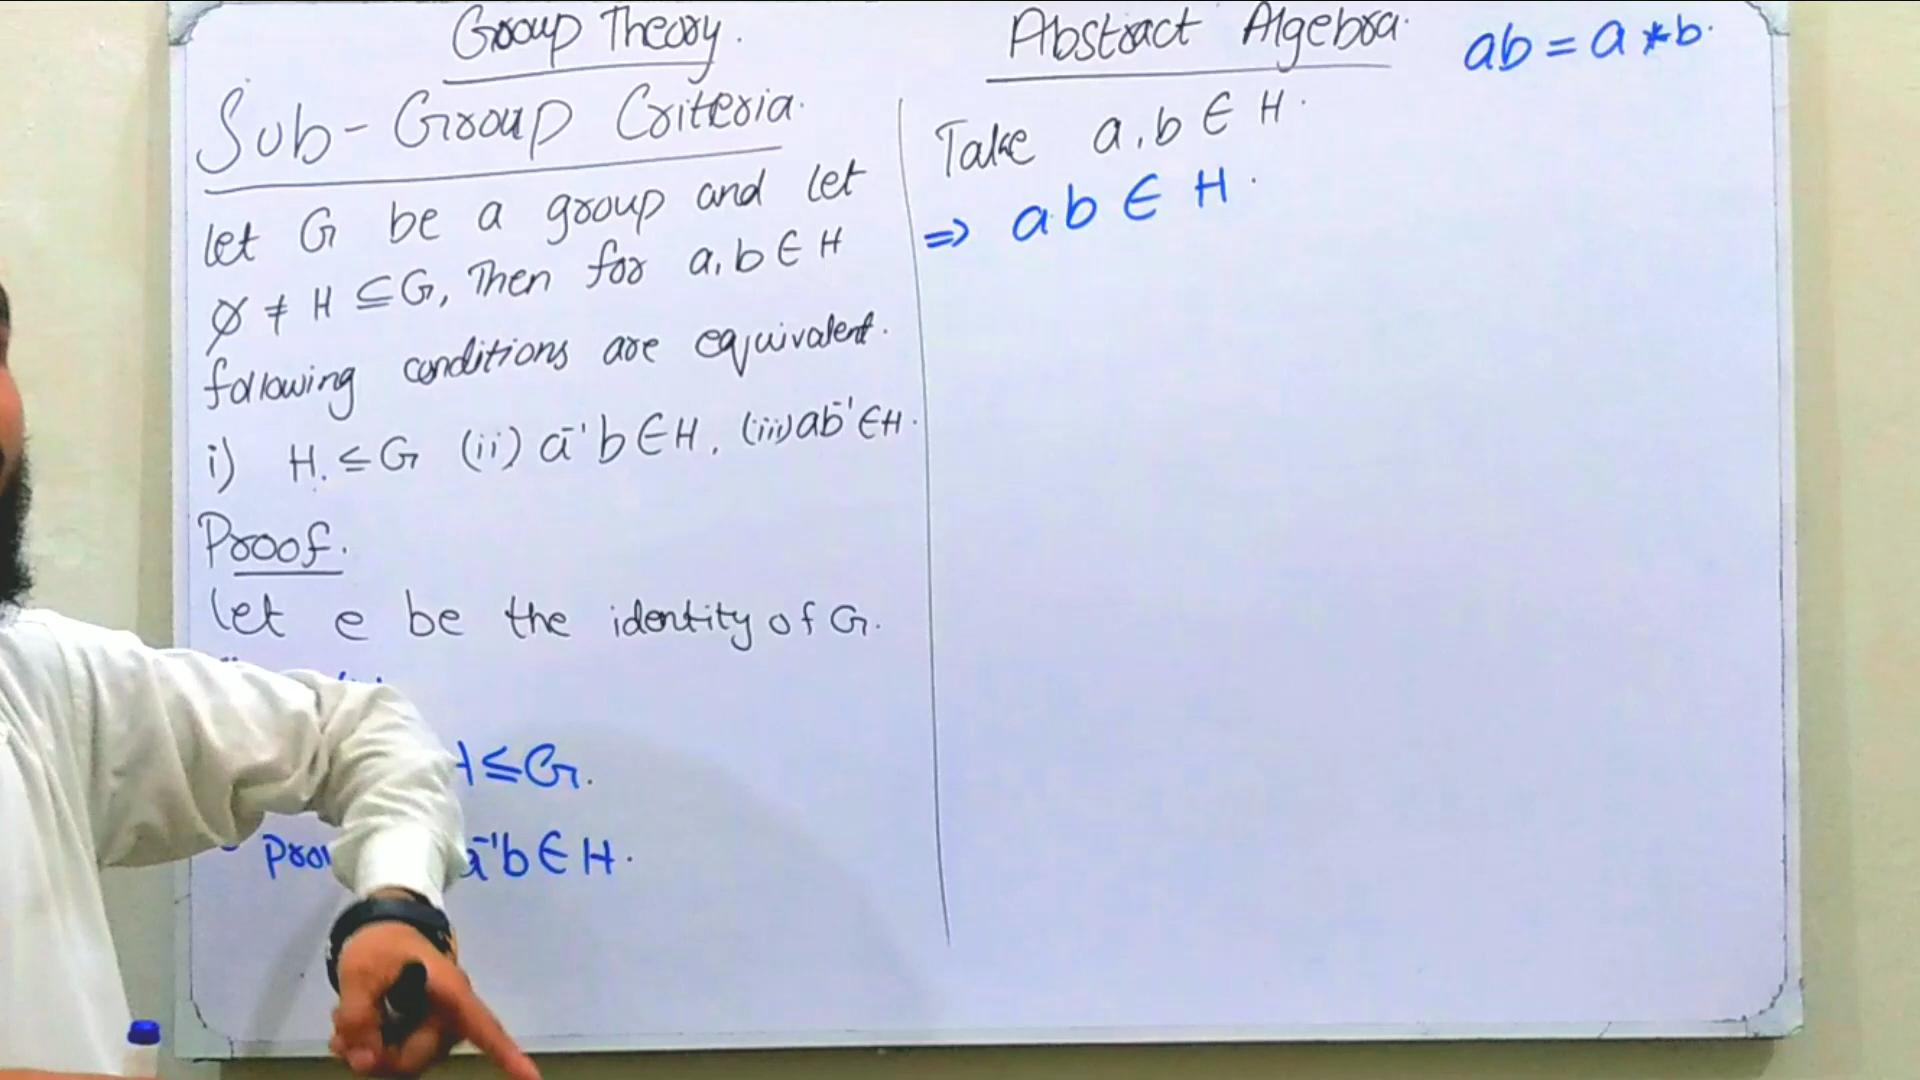 Group Theory.
Sub-Group Criteria.
let G be a group and let
∅ ≠ H ⊆ G, Then for a, b ∈ H
following conditions are equivalent.
i) H ≤ G (ii) a⁻¹b ∈ H, (iii) ab⁻¹ ∈ H.
Proof.
let e be the identity of G.
≤ G.
a⁻¹b ∈ H.
Abstract Algebra.
ab = a * b.
Take a, b ∈ H.
⇒ ab ∈ H.